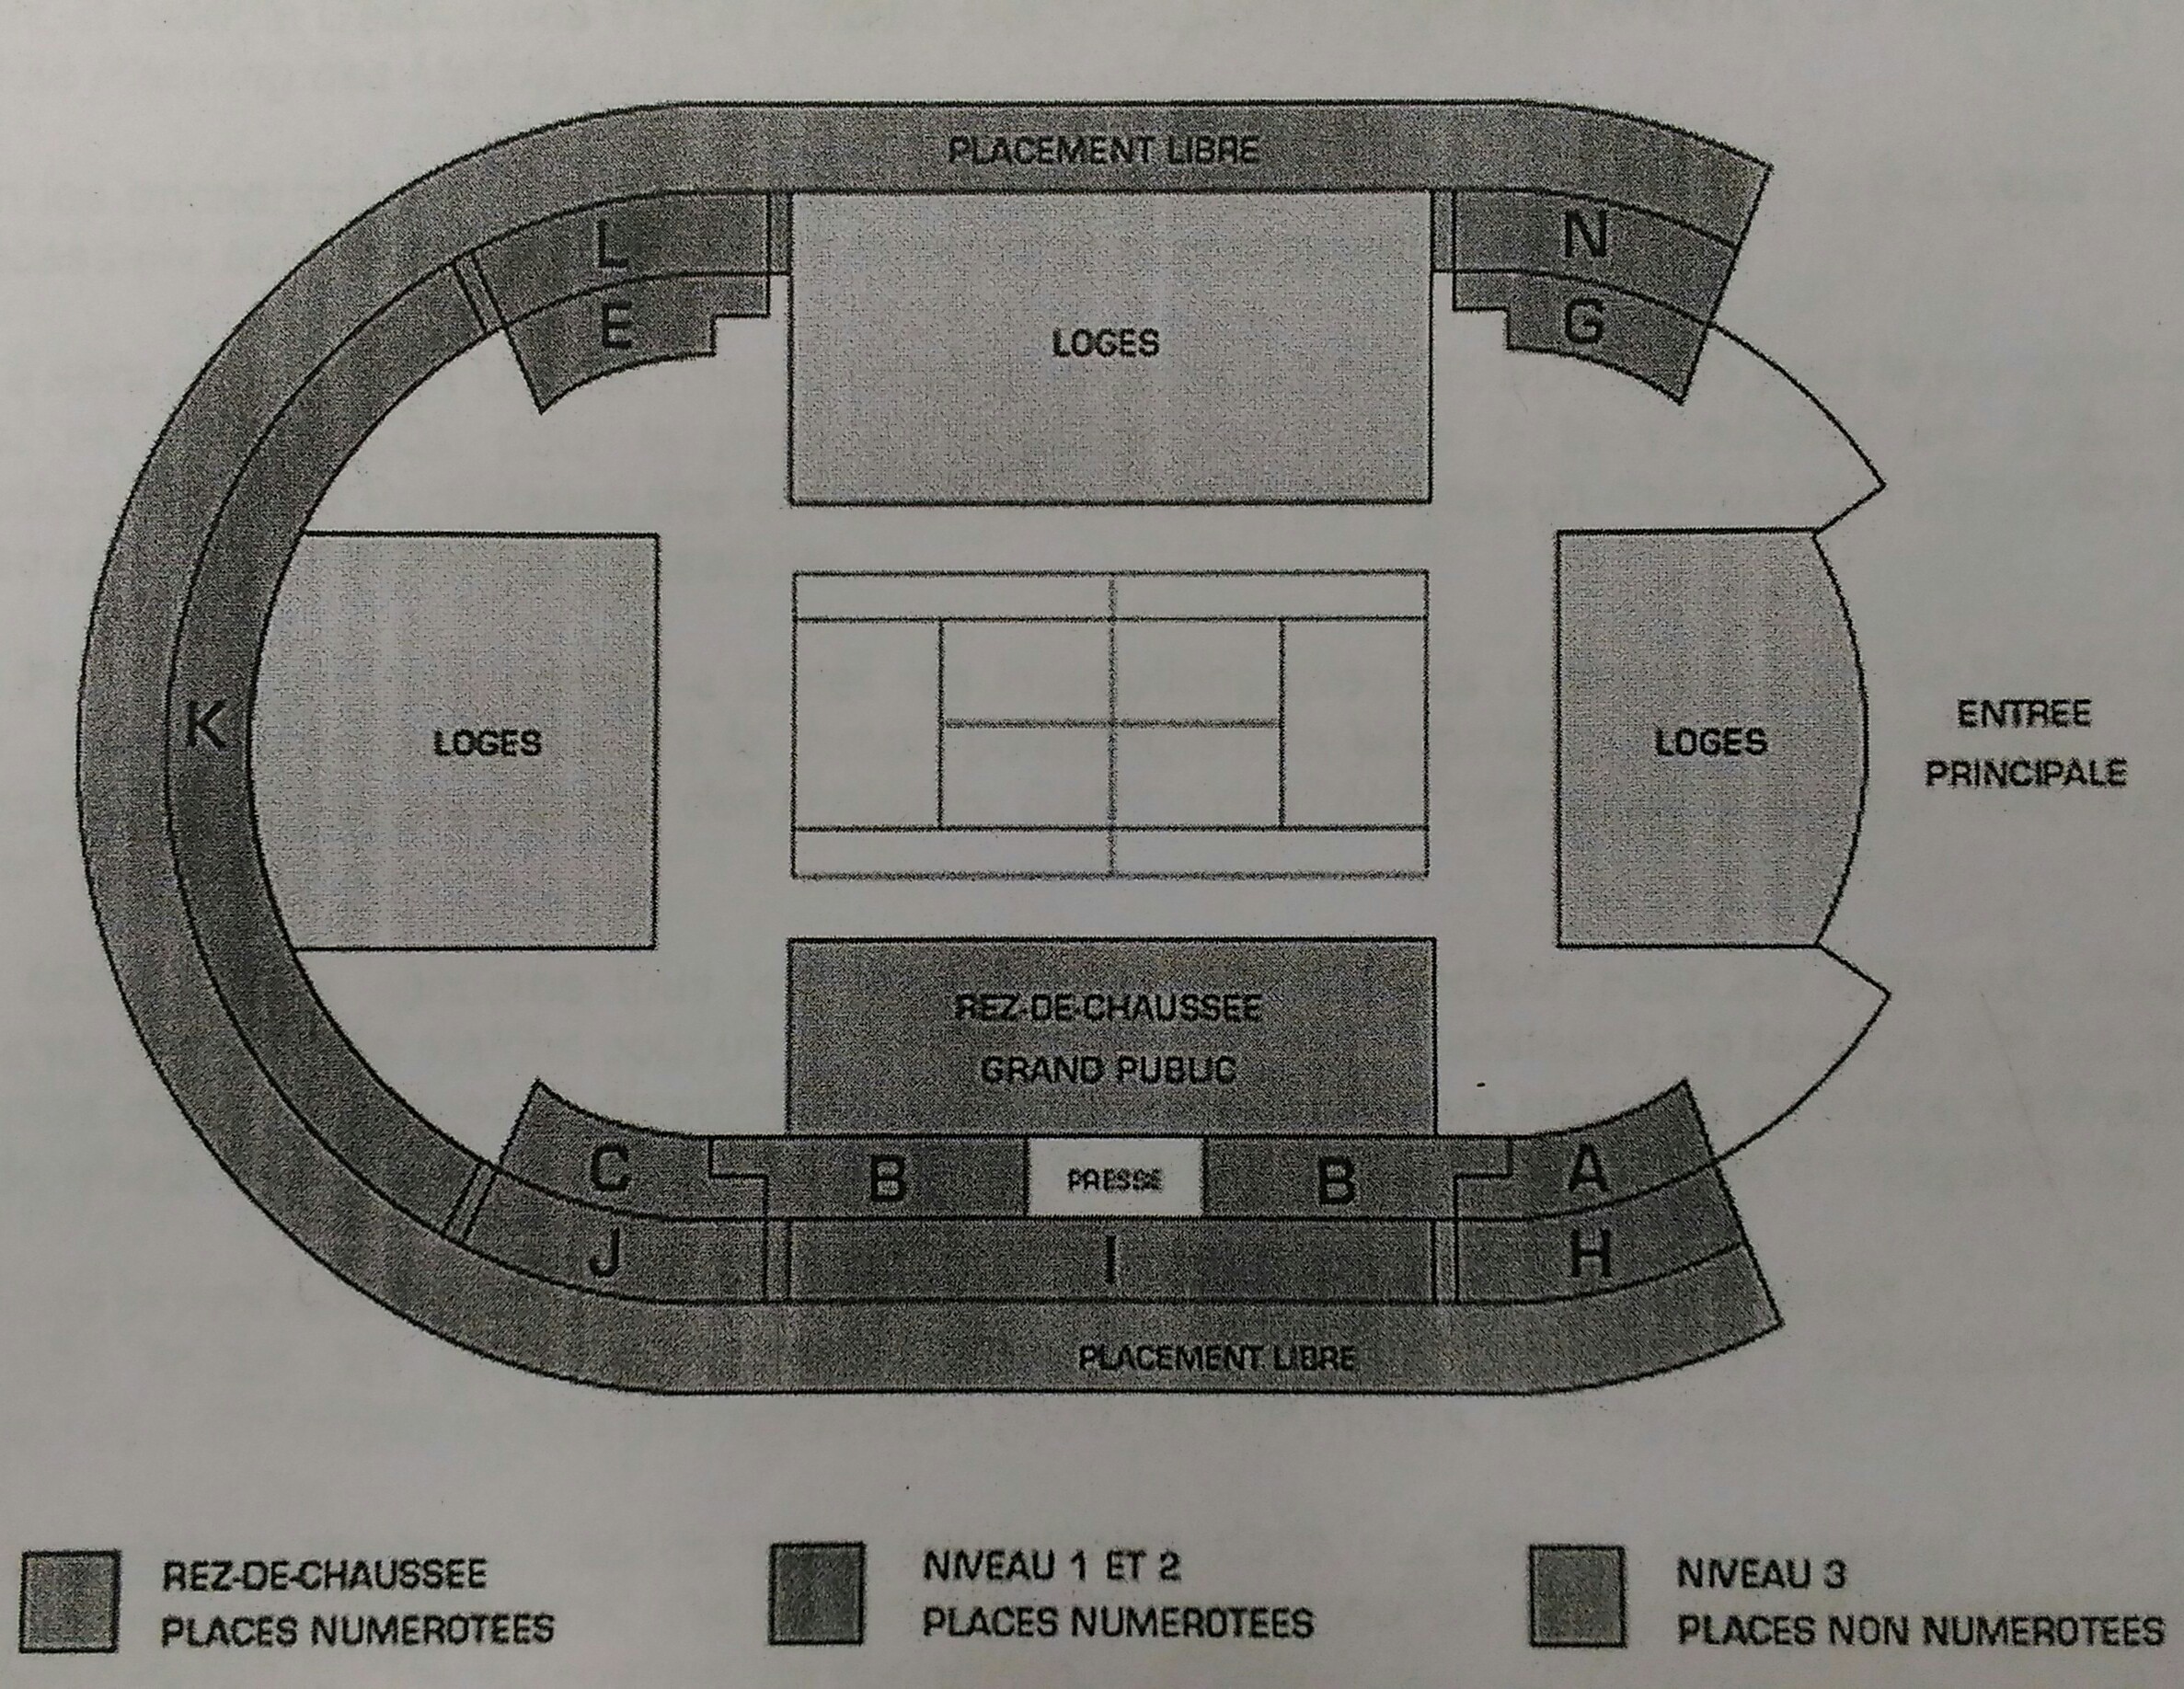 PLACEMENT LIBRE
L
N
E
G
LOGES
K
LOGES
LOGES
ENTREE
PRINCIPALE
REZ-DE-CHAUSSEE
GRAND PUBLIC
C
B
PRESSE
B
A
J
I
H
PLACEMENT LIBRE
REZ-DE-CHAUSSEE
PLACES NUMEROTEES
NIVEAU 1 ET 2
PLACES NUMEROTEES
NIVEAU 3
PLACES NON NUMEROTEES